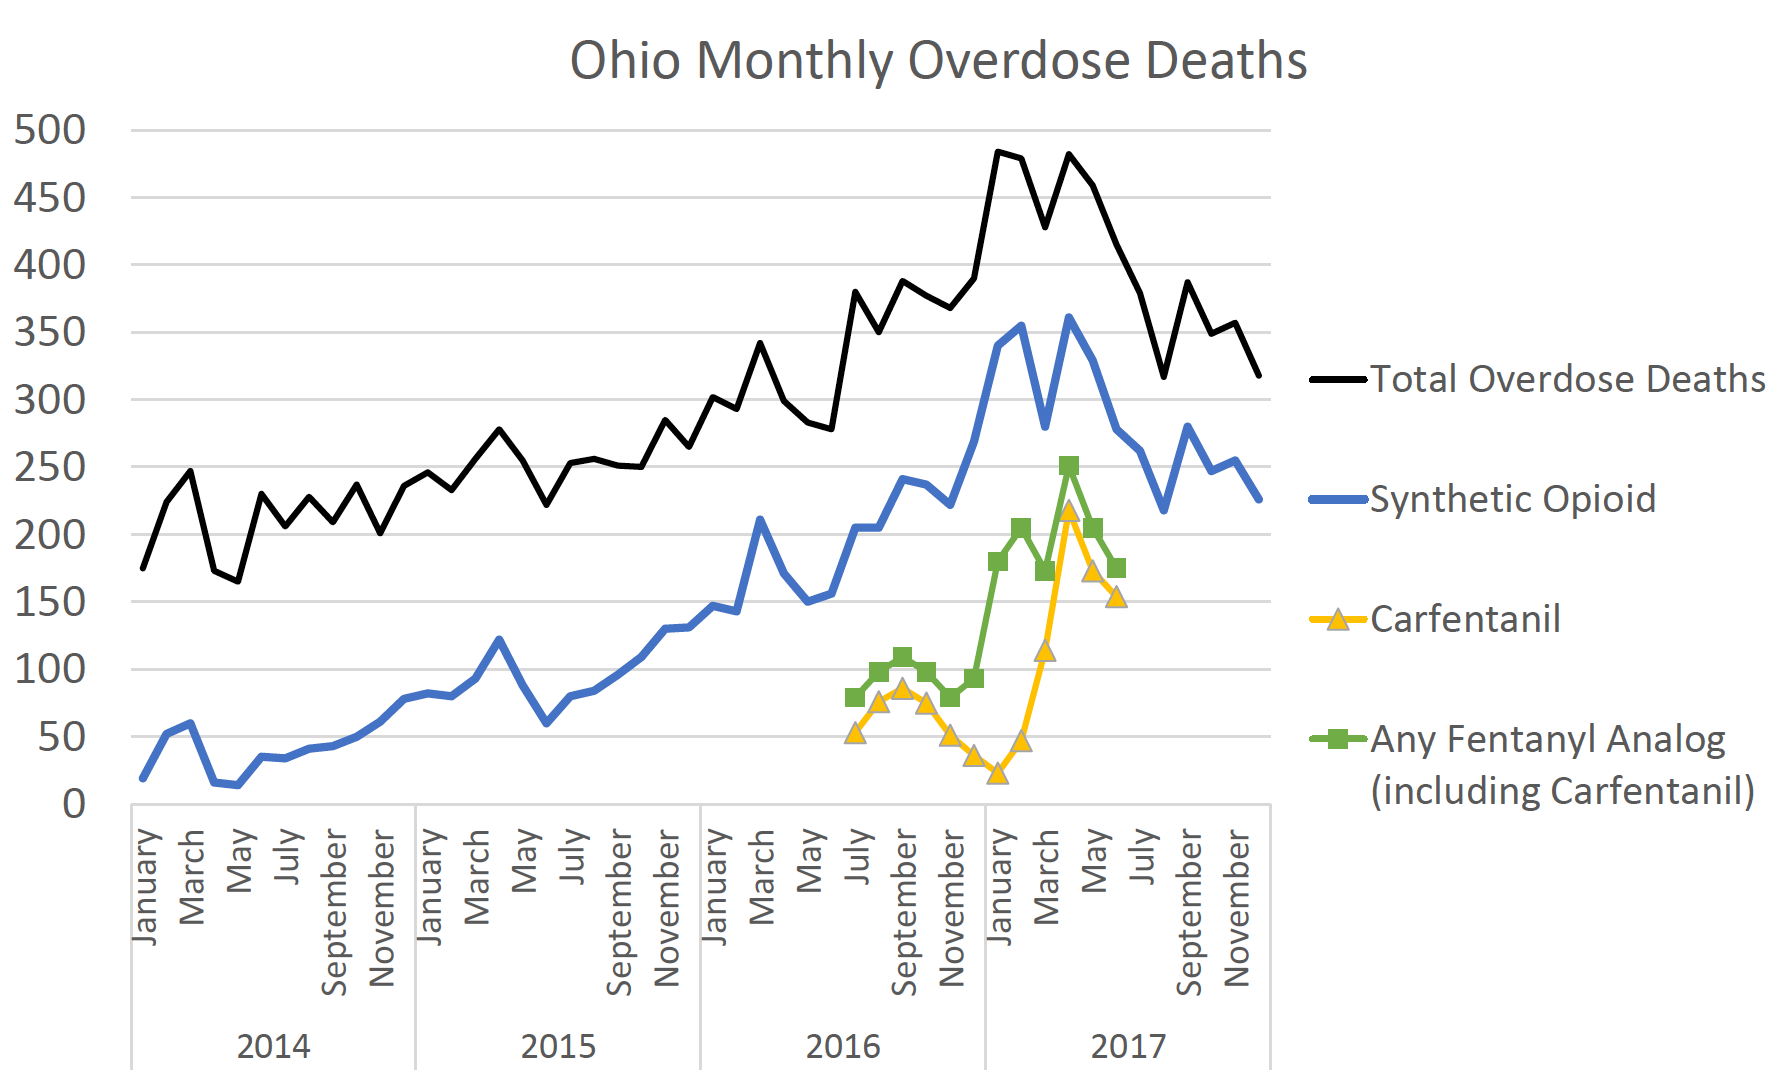 Ohio Monthly Overdose Deaths
500
450
400
350
300
250
200
150
100
50
0
January
March
May
July
September
November
January
March
May
July
September
November
January
March
May
July
September
November
January
March
May
July
September
November
2014
2015
2016
2017
Total Overdose Deaths
Synthetic Opioid
Carfentanil
Any Fentanyl Analog
(including Carfentanil)